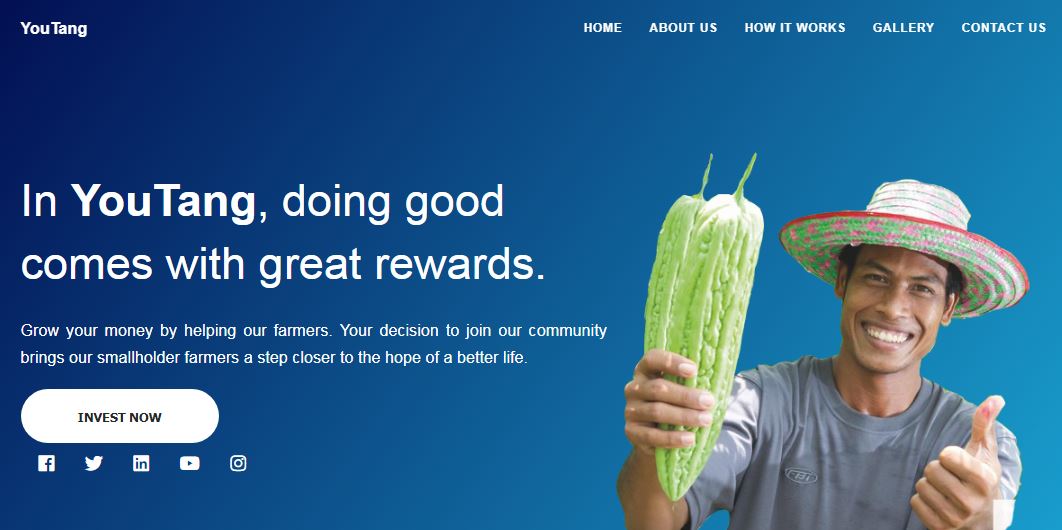 YouTang
HOME ABOUT US HOW IT WORKS GALLERY CONTACT US
In YouTang, doing good
comes with great rewards.
Grow your money by helping our farmers. Your decision to join our community
brings our smallholder farmers a step closer to the hope of a better life.
INVEST NOW